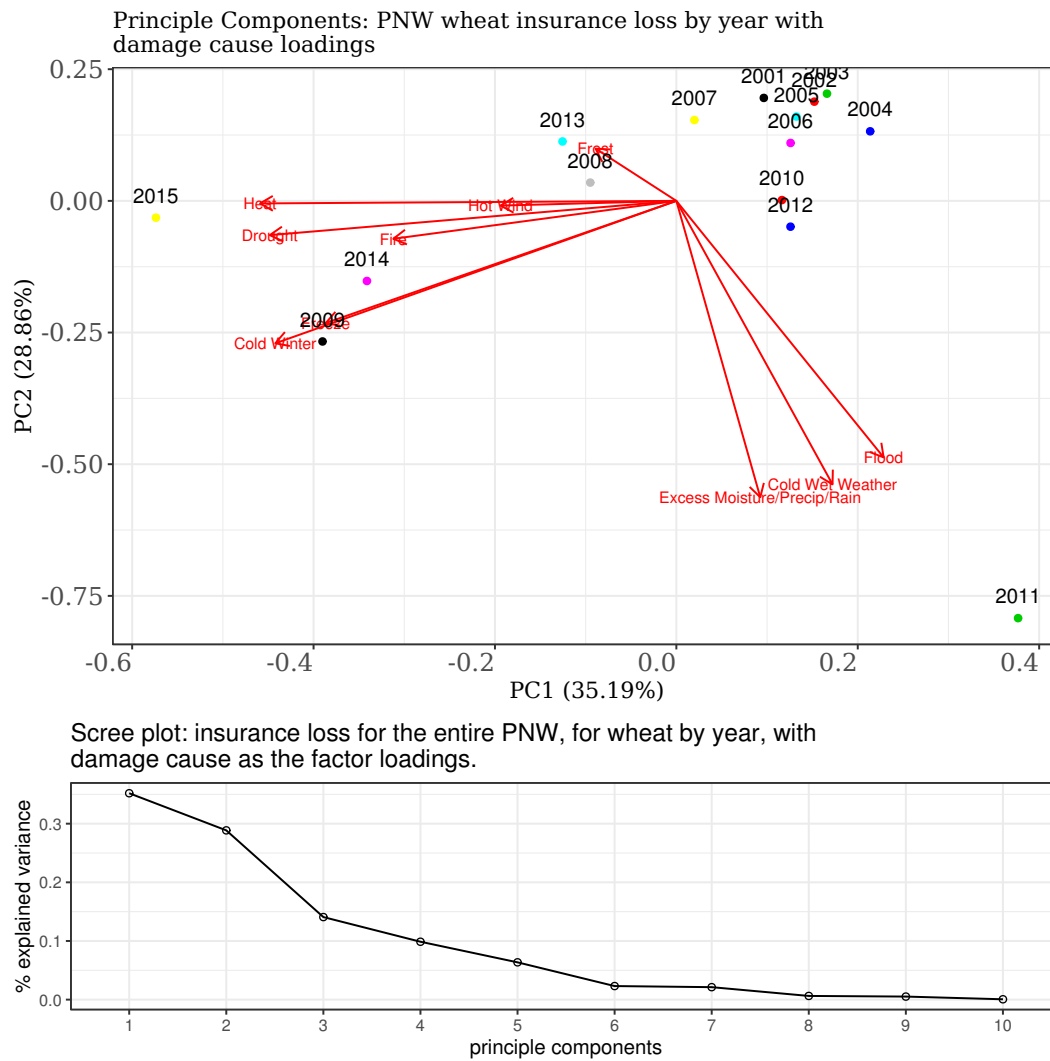 Principle Components: PNW wheat insurance loss by year with
damage cause loadings
PC2 (28.86%)
0.25
0.00
-0.25
-0.50
-0.75
2001
2003
2002
2005
2004
2007
2006
2013
Frost
2008
2010
2015
Heat
Hot Wind
2012
Drought
Fire
2014
2009
Freeze
Cold Winter
Flood
Cold Wet Weather
Excess Moisture/Precip/Rain
2011
-0.6
-0.4
-0.2
0.0
0.2
0.4
PC1 (35.19%)
Scree plot: insurance loss for the entire PNW, for wheat by year, with
damage cause as the factor loadings.
% explained variance
0.3
0.2
0.1
0.0
1 2 3 4 5 6 7 8 9 10
principle components